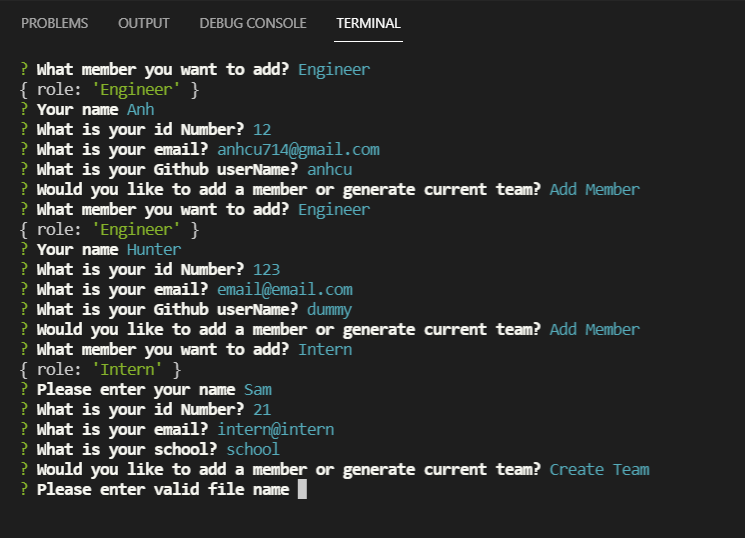 PROBLEMS OUTPUT DEBUG CONSOLE TERMINAL
? What member you want to add? Engineer
{ role: 'Engineer' }
? Your name Anh
? What is your id Number? 12
? What is your email? anhcu714@gmail.com
? What is your Github userName? anhcu
? Would you like to add a member or generate current team? Add Member
? What member you want to add? Engineer
{ role: 'Engineer' }
? Your name Hunter
? What is your id Number? 123
? What is your email? email@email.com
? What is your Github userName? dummy
? Would you like to add a member or generate current team? Add Member
? What member you want to add? Intern
{ role: 'Intern' }
? Please enter your name Sam
? What is your id Number? 21
? What is your email? intern@intern
? What is your school? school
? Would you like to add a member or generate current team? Create Team
? Please enter valid file name